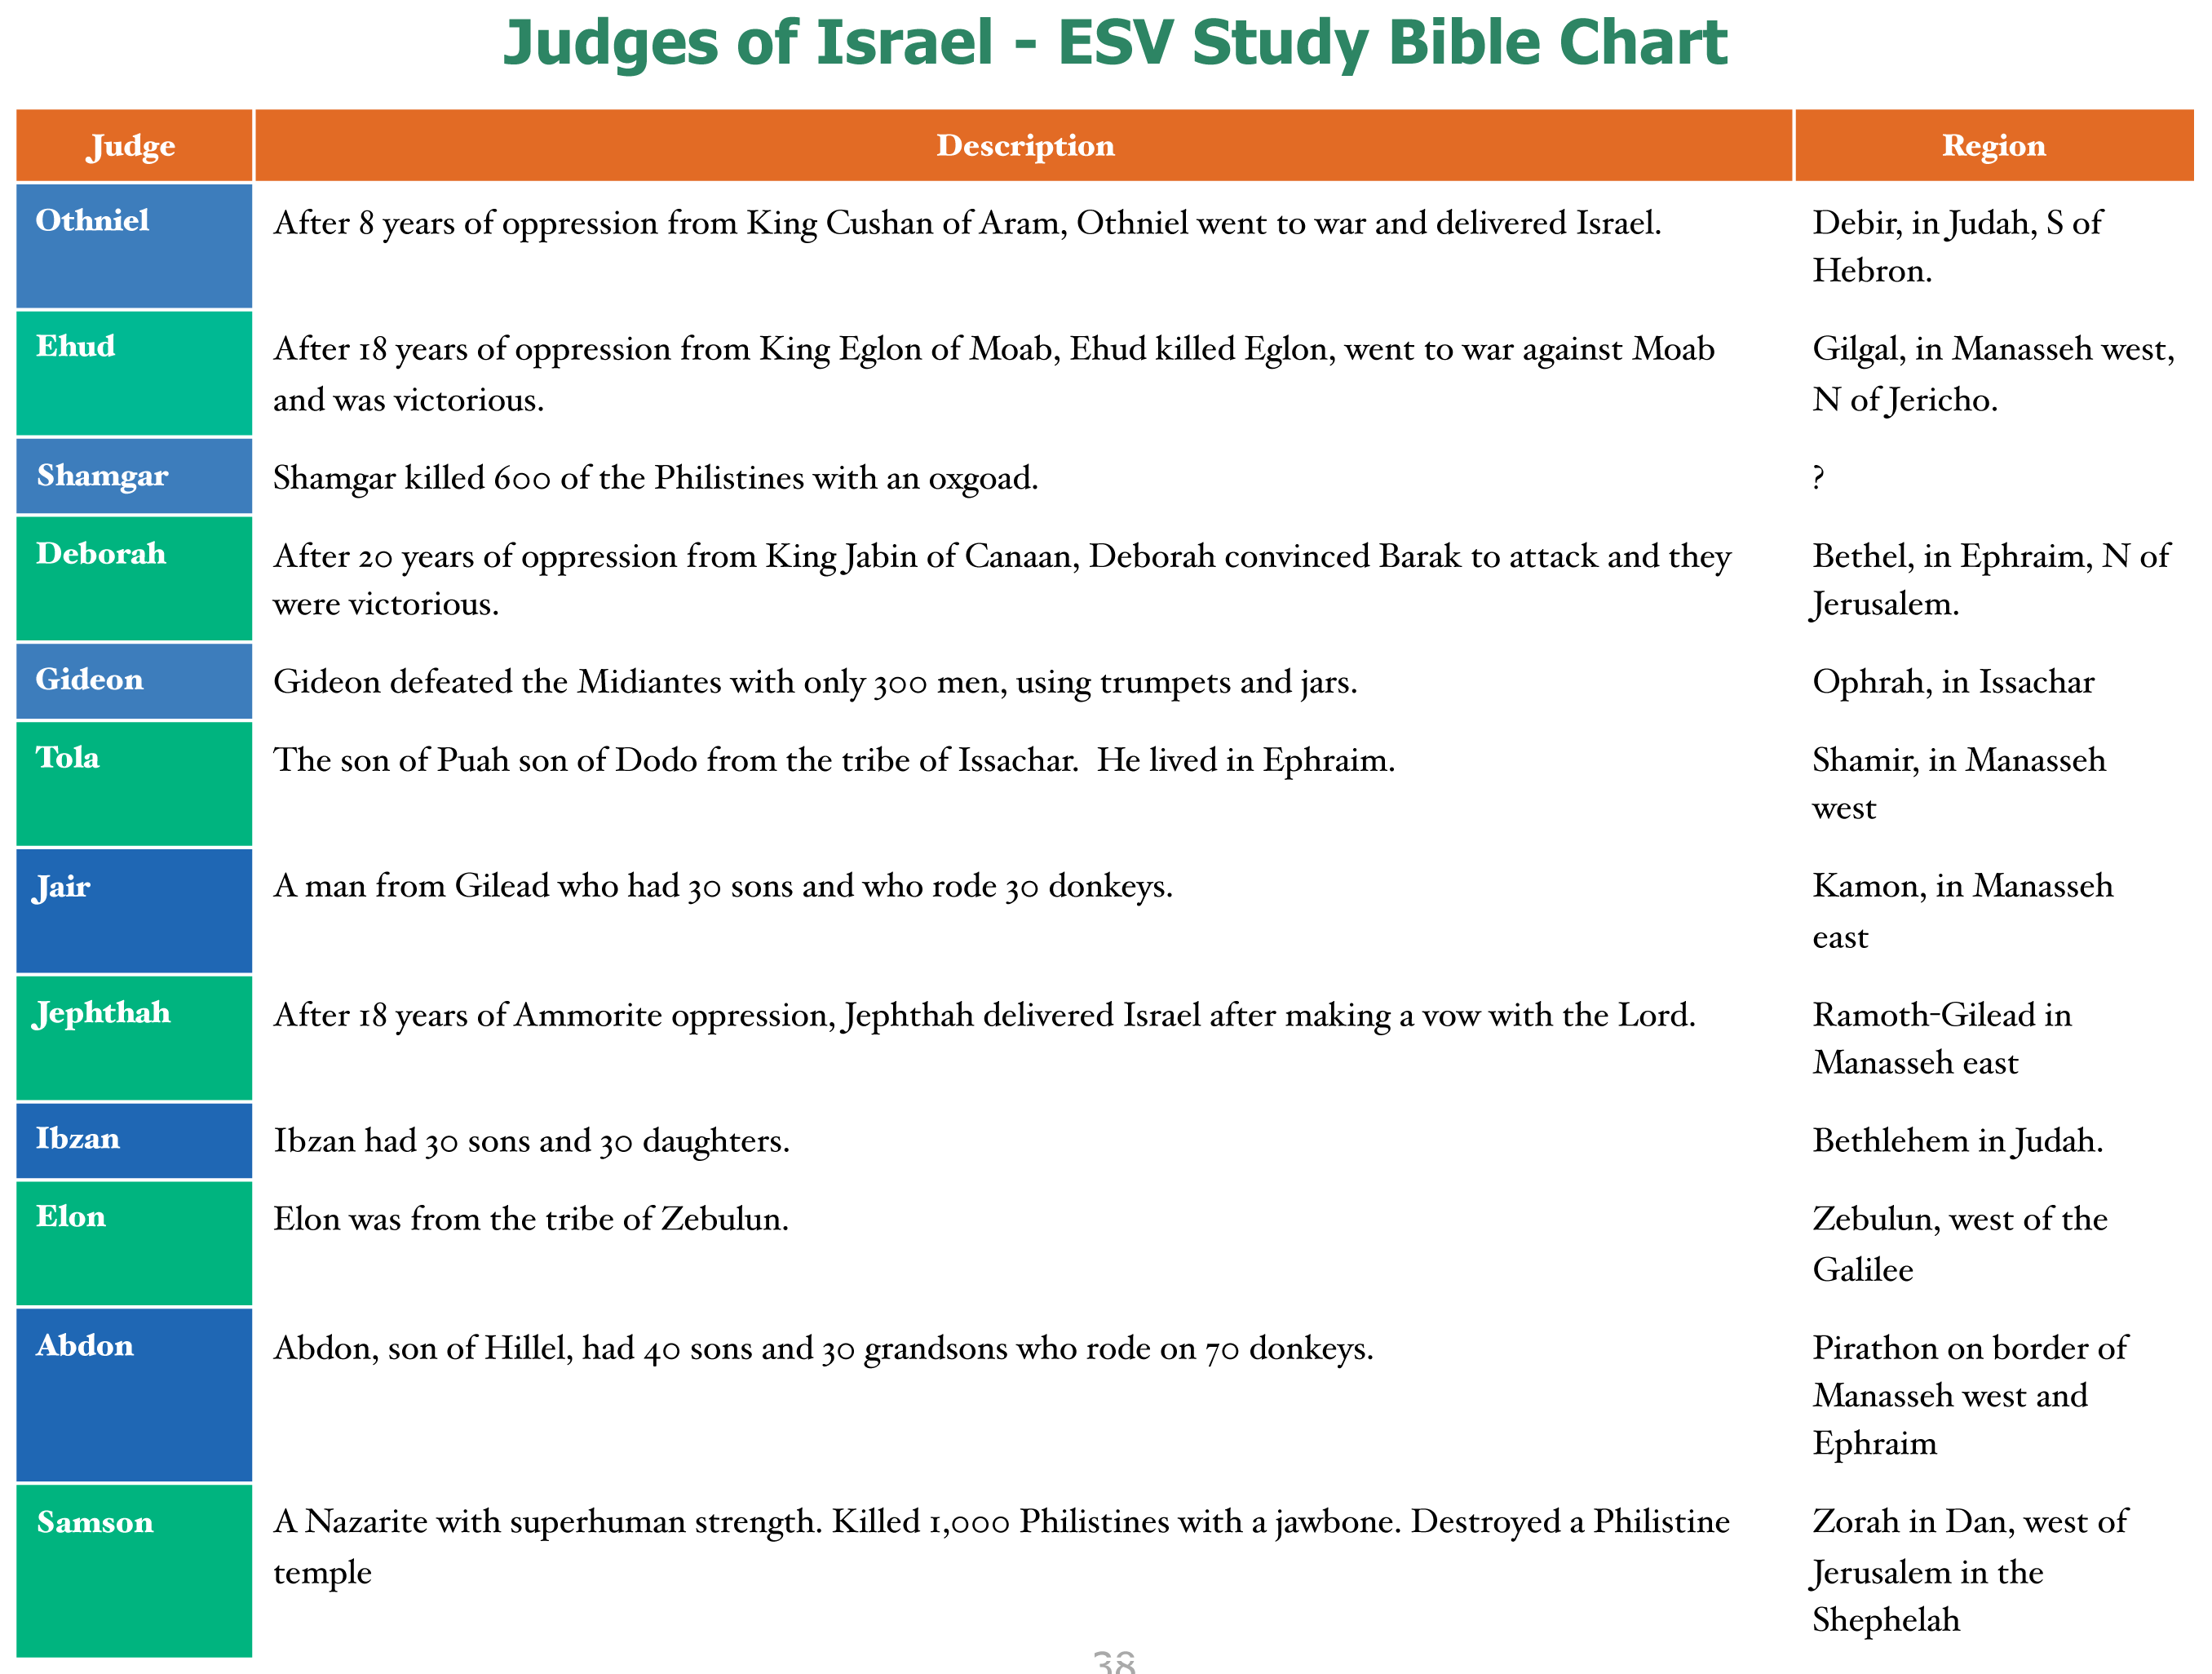 Judges of Israel - ESV Study Bible Chart
Judge Description Region
Othniel After 8 years of oppression from King Cushan of Aram, Othniel went to war and delivered Israel. Debir, in Judah, S of
Hebron.
Ehud After 18 years of oppression from King Eglon of Moab, Ehud killed Eglon, went to war against Moab Gilgal, in Manasseh west,
and was victorious. N of Jericho.
Shamgar Shamgar killed 600 of the Philistines with an oxgoad. ?
Deborah After 20 years of oppression from King Jabin of Canaan, Deborah convinced Barak to attack and they Bethel, in Ephraim, N of
were victorious. Jerusalem.
Gideon Gideon defeated the Midiantes with only 300 men, using trumpets and jars. Ophrah, in Issachar
Tola The son of Puah son of Dodo from the tribe of Issachar.  He lived in Ephraim. Shamir, in Manasseh
west
Jair A man from Gilead who had 30 sons and who rode 30 donkeys. Kamon, in Manasseh
east
Jephthah After 18 years of Ammorite oppression, Jephthah delivered Israel after making a vow with the Lord. Ramoth-Gilead in
Manasseh east
Ibzan Ibzan had 30 sons and 30 daughters. Bethlehem in Judah.
Elon Elon was from the tribe of Zebulun. Zebulun, west of the
Galilee
Abdon Abdon, son of Hillel, had 40 sons and 30 grandsons who rode on 70 donkeys. Pirathon on border of
Manasseh west and
Ephraim
Samson A Nazarite with superhuman strength. Killed 1,000 Philistines with a jawbone. Destroyed a Philistine Zorah in Dan, west of
temple Jerusalem in the
Shephelah
38